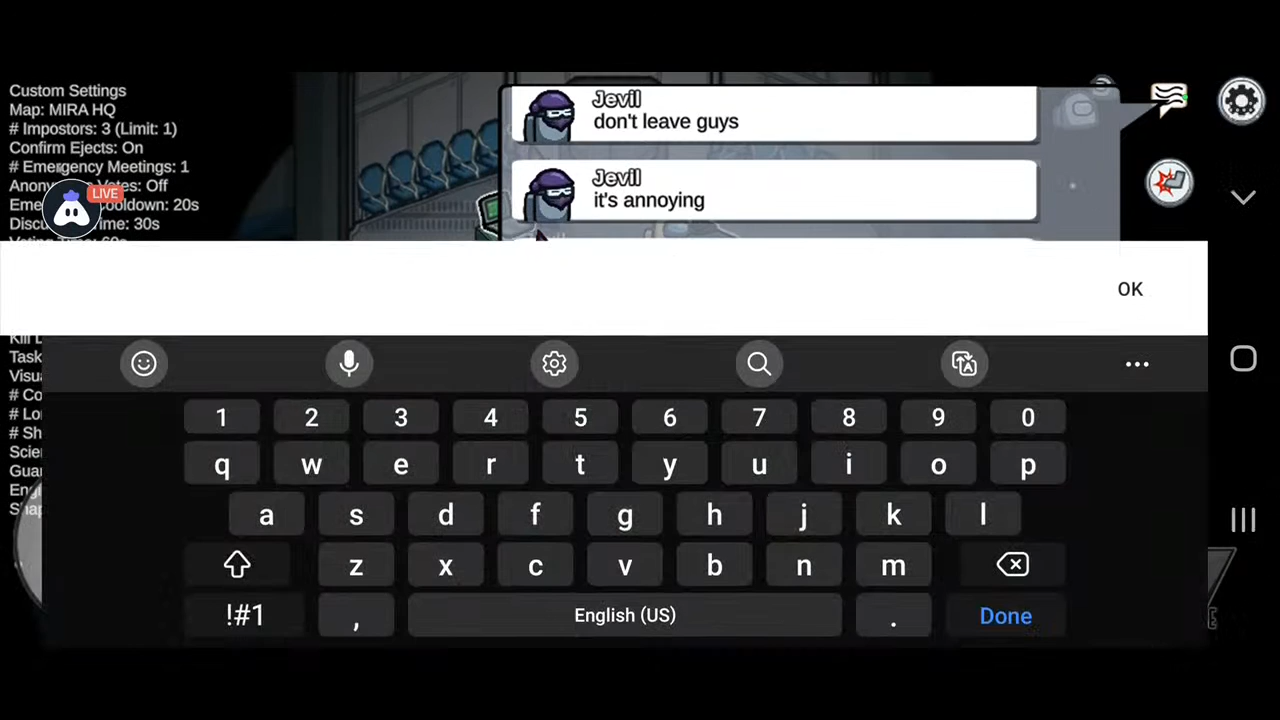 Custom Settings
Map: MIRA HQ
# Impostors: 3 (Limit: 1)
Confirm Ejects: On
# Emergency Meetings: 1
Votes: Off
LIVE
20s
30s
Jevil
don't leave guys
Jevil
it's annoying
OK
1 2 3 4 5 6 7 8 9 0
q w e r t y u i o p
a s d f g h j k l
z x c v b n m
!#1 , English (US) . Done